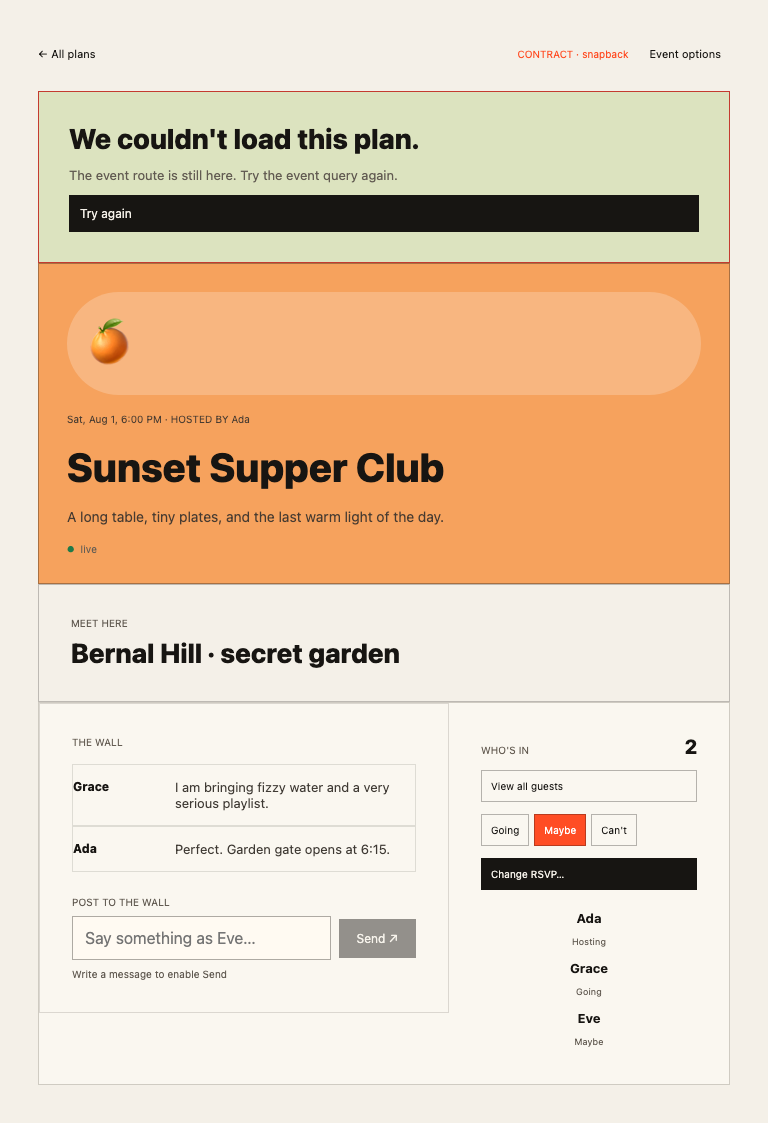 ← All plans
CONTRACT · snapback
Event options
We couldn't load this plan.
The event route is still here. Try the event query again.
Try again
Sat, Aug 1, 6:00 PM · HOSTED BY Ada
Sunset Supper Club
A long table, tiny plates, and the last warm light of the day.
live
MEET HERE
Bernal Hill · secret garden
THE WALL
Grace
I am bringing fizzy water and a very
serious playlist.
Ada
Perfect. Garden gate opens at 6:15.
POST TO THE WALL
Say something as Eve...
Send ↗
Write a message to enable Send
WHO'S IN
2
View all guests
Going
Maybe
Can't
Change RSVP...
Ada
Hosting
Grace
Going
Eve
Maybe